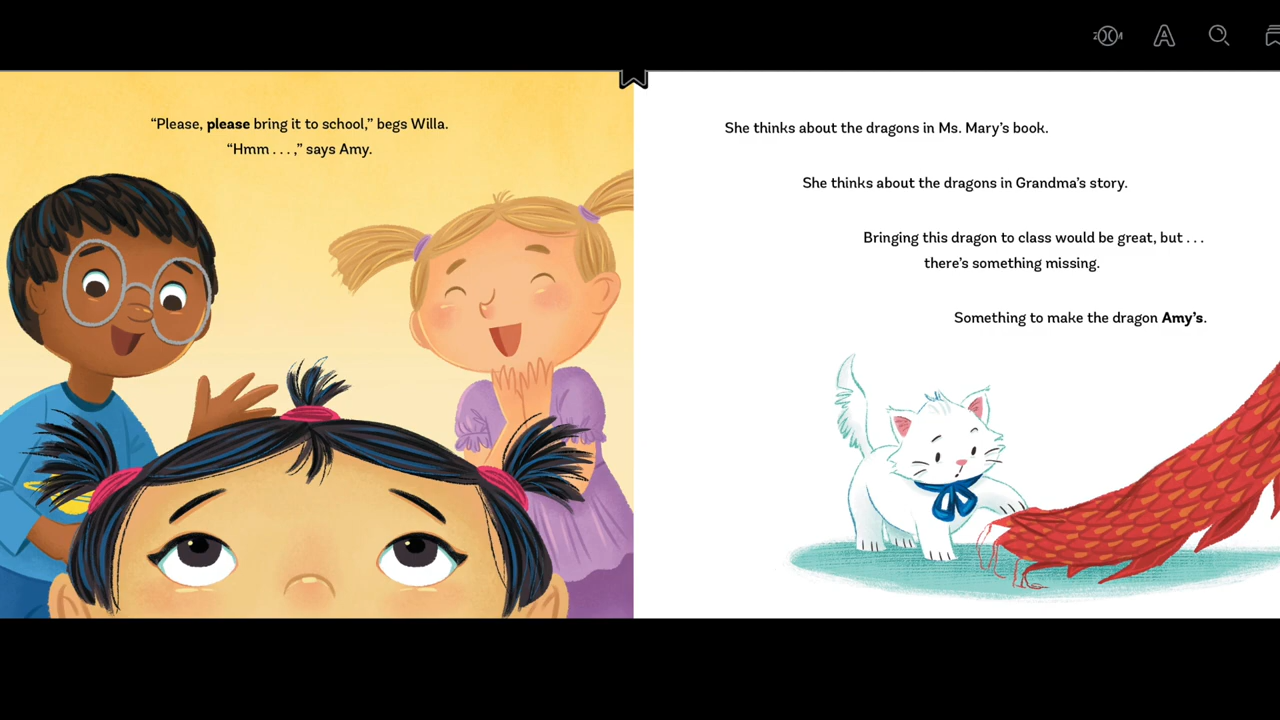 “Please, please bring it to school,” begs Willa.
“Hmm . . . ,” says Amy.
She thinks about the dragons in Ms. Mary’s book.
She thinks about the dragons in Grandma’s story.
Bringing this dragon to class would be great, but . . .
there’s something missing.
Something to make the dragon Amy’s.